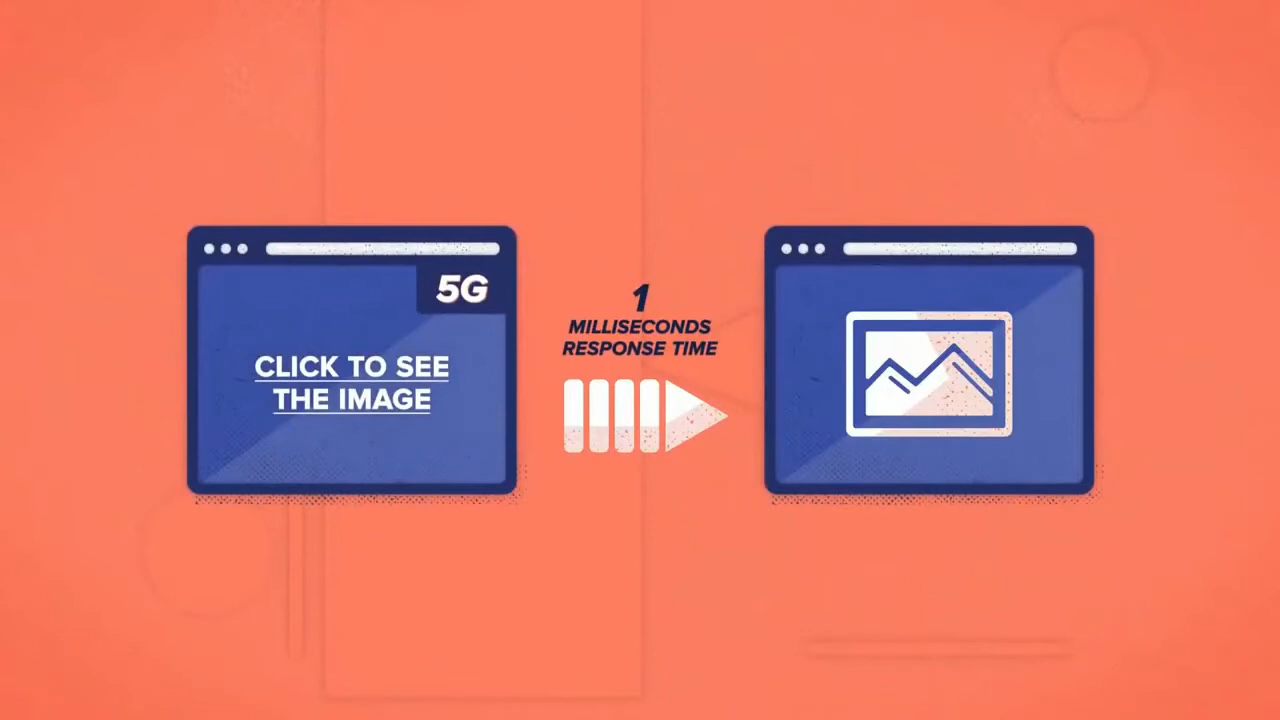 5G
CLICK TO SEE
THE IMAGE
1
MILLISECONDS
RESPONSE TIME